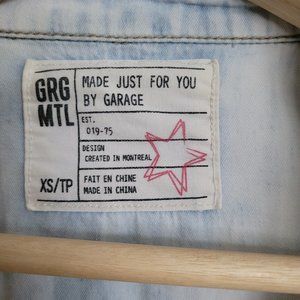 GRG
MTL
MADE JUST FOR YOU
BY GARAGE
EST.
019-75
DESIGN
CREATED IN MONTREAL
XS/TP
FAIT EN CHINE
MADE IN CHINA